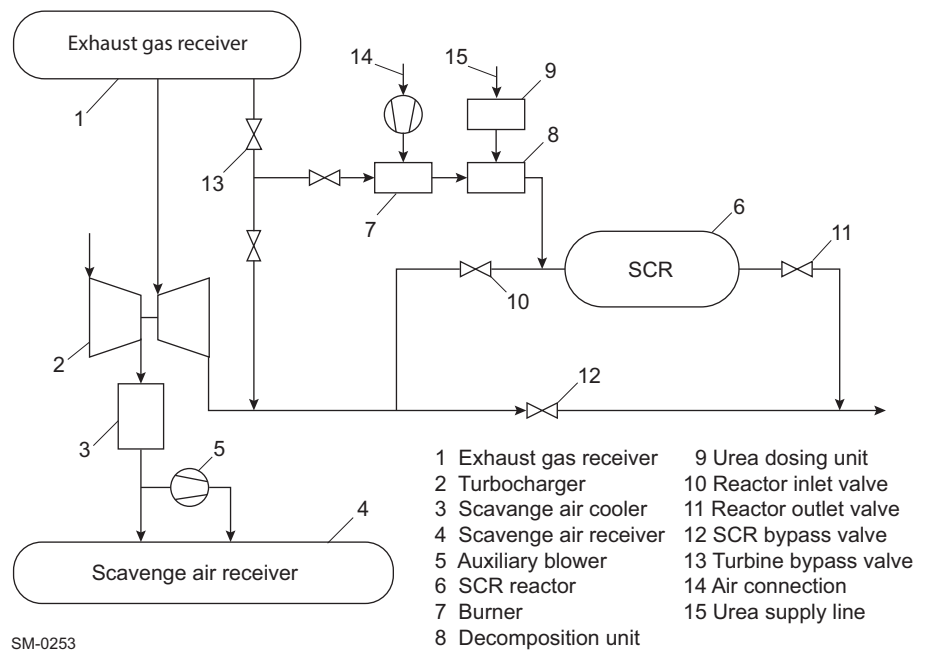 Exhaust gas receiver
1
14
15
9
8
13
7
6
SCR
11
10
2
12
3
5
4
Scavenge air receiver
1 Exhaust gas receiver
2 Turbocharger
3 Scavange air cooler
4 Scavenge air receiver
5 Auxiliary blower
6 SCR reactor
7 Burner
8 Decomposition unit
9 Urea dosing unit
10 Reactor inlet valve
11 Reactor outlet valve
12 SCR bypass valve
13 Turbine bypass valve
14 Air connection
15 Urea supply line
SM-0253